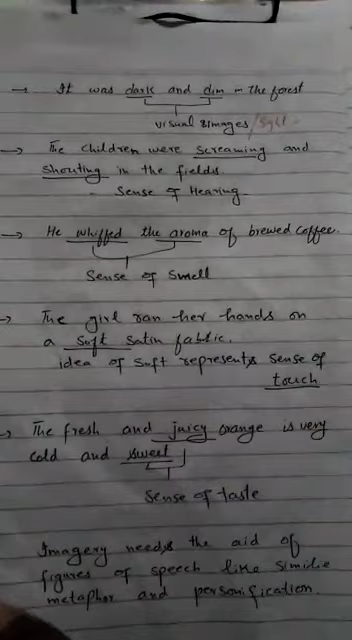 → It was dark and dim in the forest
visual images/sight
→ The children were screaming and
shouting in the fields.
Sense of Hearing
→ He whiffed the aroma of brewed coffee.
Sense of Smell
→ The girl ran her hands on
a soft satin fabric.
idea of soft represents sense of
touch
→ The fresh and juicy orange is very
cold and sweet
Sense of taste
Imagery needs the aid of
figures of speech like similie
metaphor and personification.